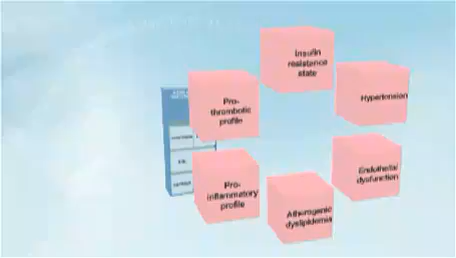 Insulin
resistance
state
Pro-
thrombotic
profile
Hypertension
Endothelial
dysfunction
Pro-
inflammatory
profile
Atherogenic
dyslipidemia